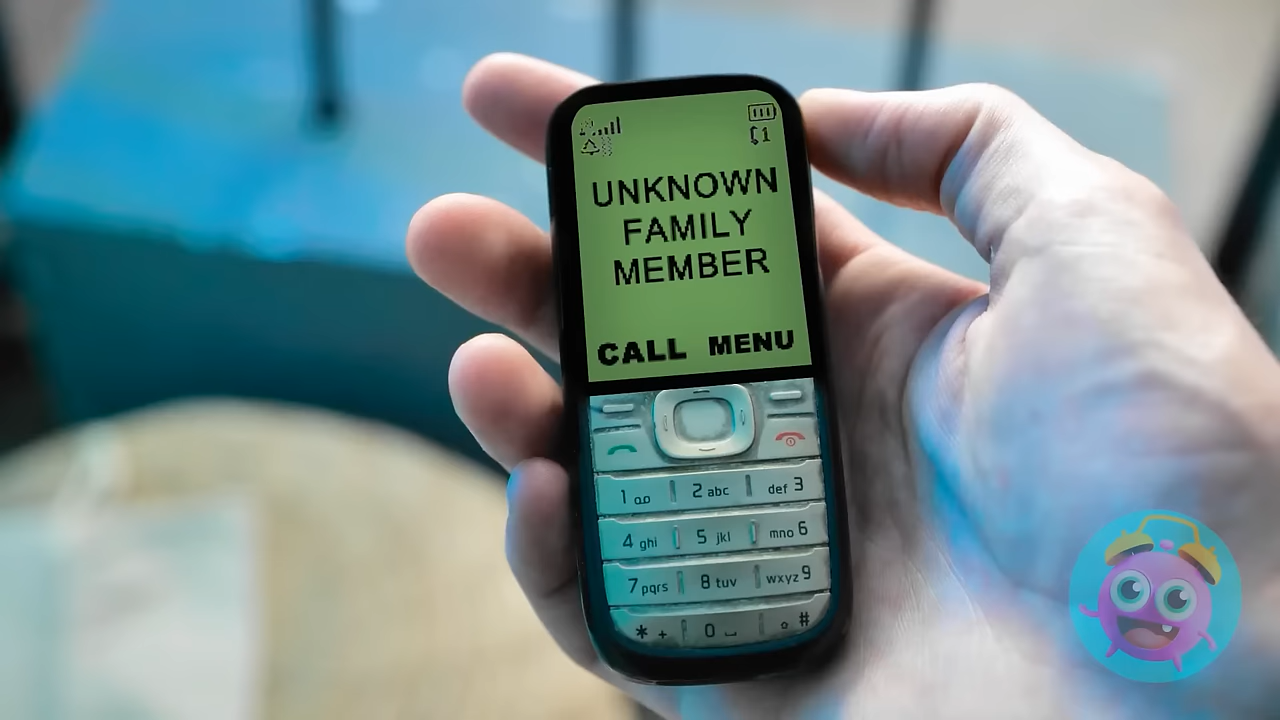 1
UNKNOWN
FAMILY
MEMBER
CALL MENU
1 2 abc def 3
4 ghi 5 jkl mno 6
7 pqrs 8 tuv wxyz 9
* + 0 #